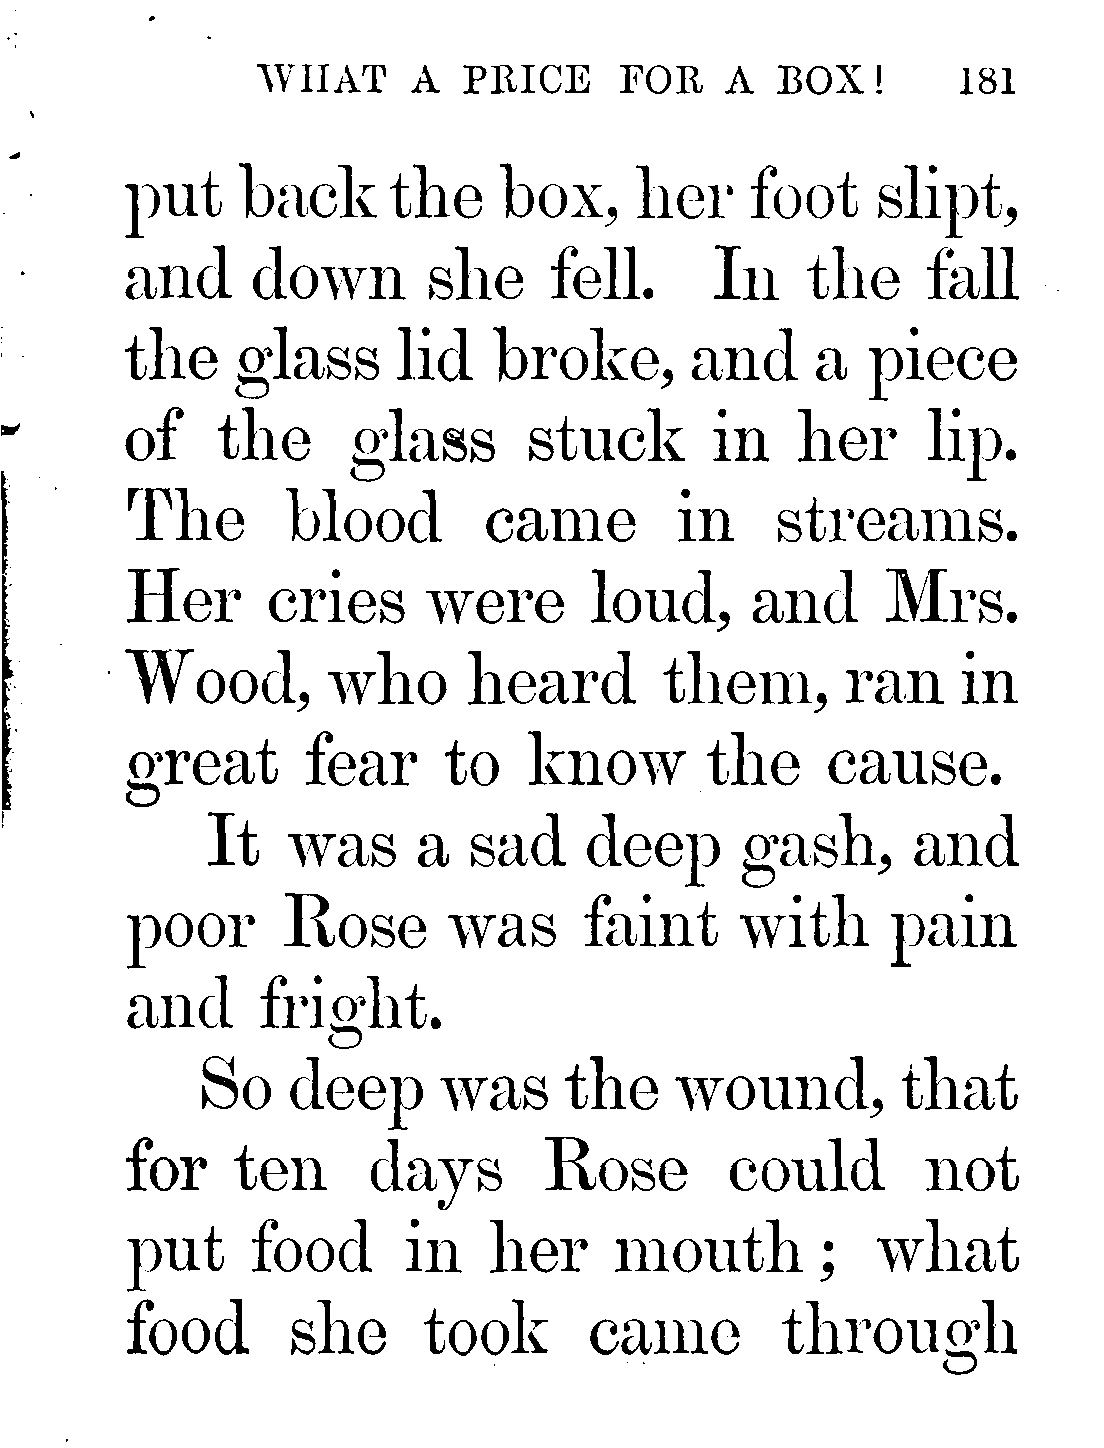 WHAT A PRICE FOR A BOX! 181
put back the box, her foot slipt,
and down she fell. In the fall
the glass lid broke, and a piece
of the glass stuck in her lip.
The blood came in streams.
Her cries were loud, and Mrs.
Wood, who heard them, ran in
great fear to know the cause.
It was a sad deep gash, and
poor Rose was faint with pain
and fright.
So deep was the wound, that
for ten days Rose could not
put food in her mouth; what
food she took came through